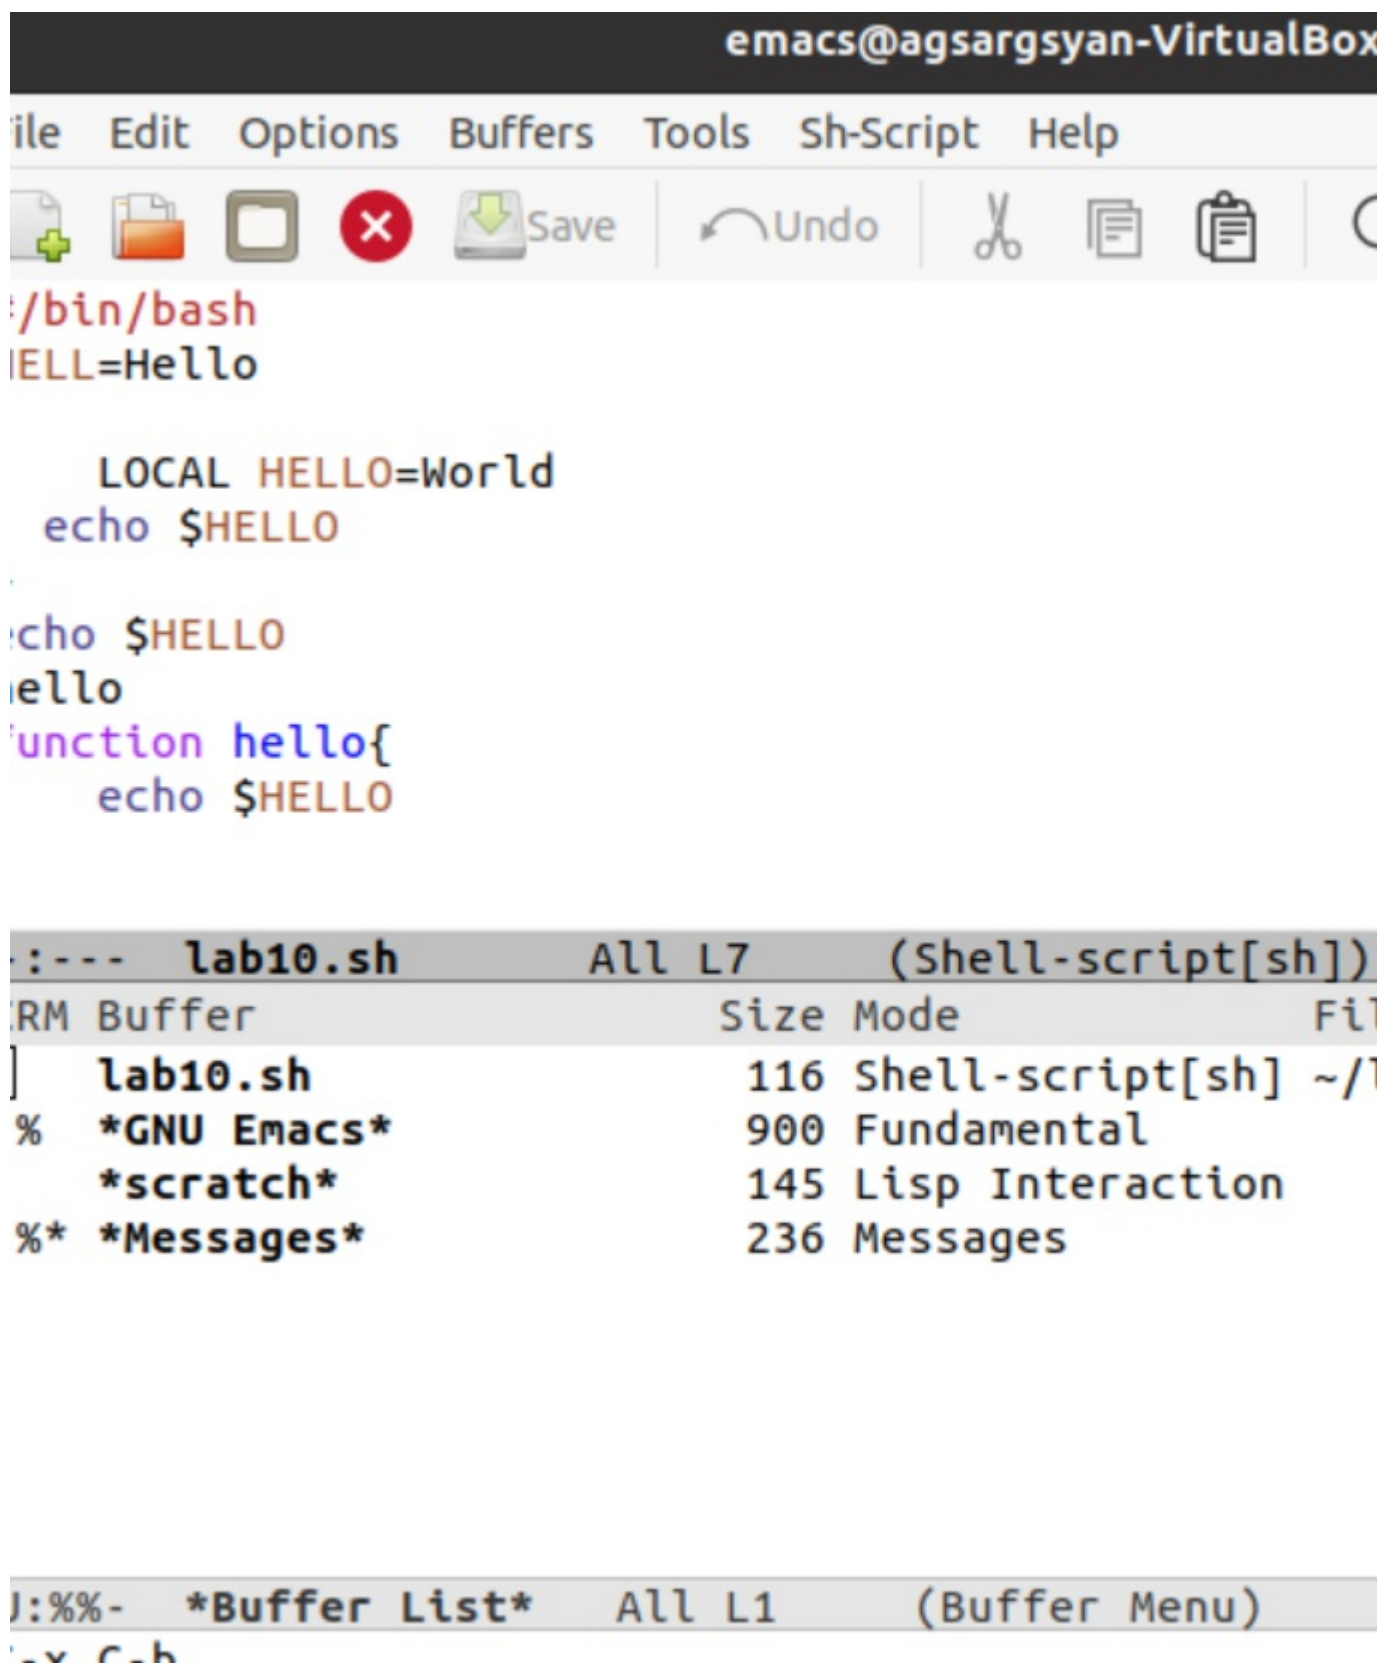 emacs@agsargsyan-VirtualBox
ile Edit Options Buffers Tools Sh-Script Help
Save Undo
/bin/bash
ELL=Hello
LOCAL HELLO=World
echo $HELLO
cho $HELLO
ello
unction hello{
echo $HELLO
-:--- lab10.sh All L7 (Shell-script[sh])
RM Buffer Size Mode Fil
lab10.sh 116 Shell-script[sh] ~/l
% *GNU Emacs* 900 Fundamental
*scratch* 145 Lisp Interaction
%* *Messages* 236 Messages
U:%%- *Buffer List* All L1 (Buffer Menu)
C-x C-b